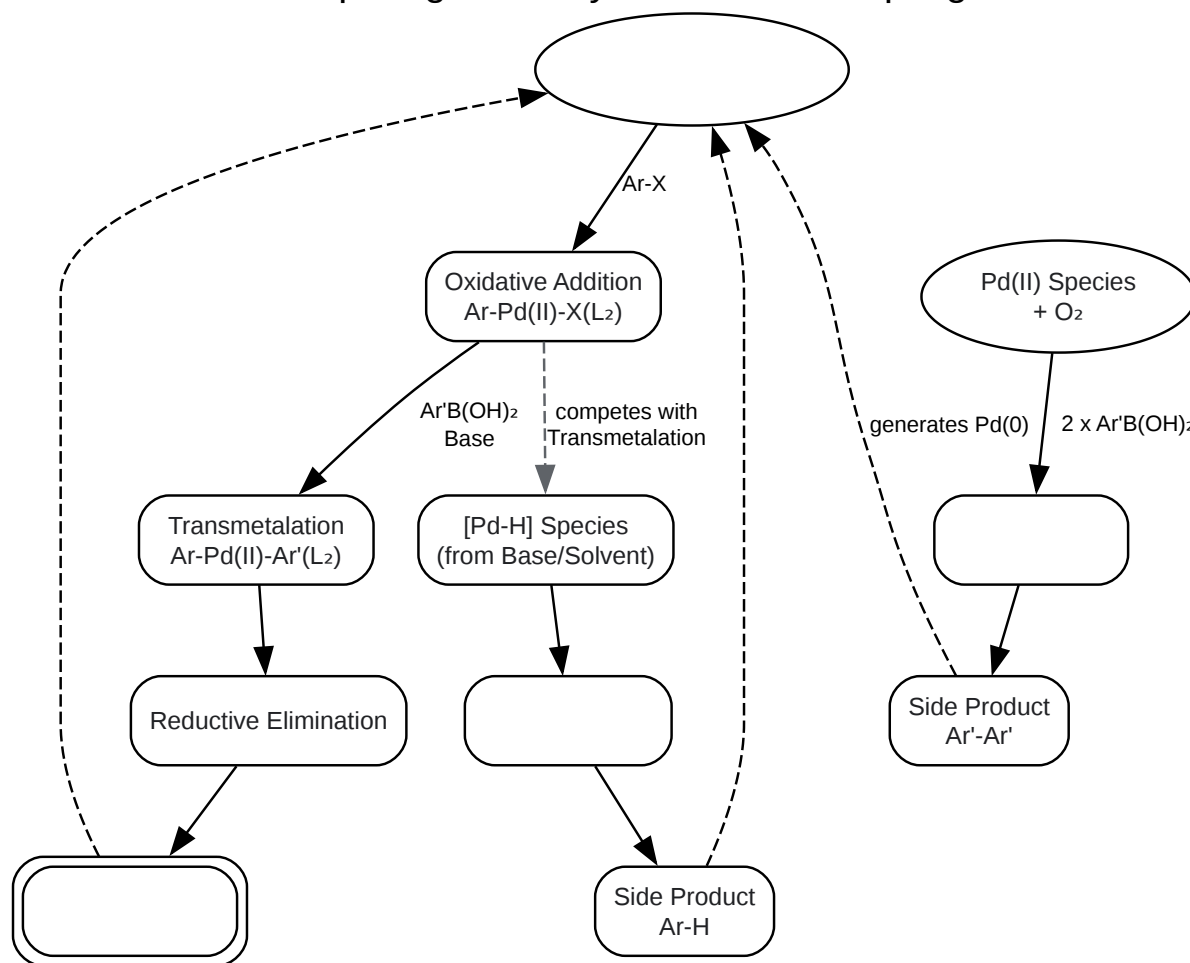 Ar-X
Oxidative Addition
Ar-Pd(II)-X(L₂)
Pd(II) Species
+ O₂
Ar'B(OH)₂
Base
competes with
Transmetalation
generates Pd(0)
2 x Ar'B(OH)₂
Transmetalation
Ar-Pd(II)-Ar'(L₂)
[Pd-H] Species
(from Base/Solvent)
Reductive Elimination
Side Product
Ar'-Ar'
Side Product
Ar-H